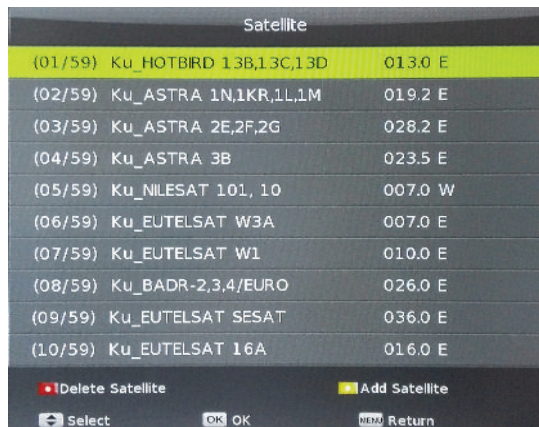 Satellite
(01/59) Ku_HOTBIRD 13B,13C,13D 013.0 E
(02/59) Ku_ASTRA 1N,1KR,1L,1M 019.2 E
(03/59) Ku_ASTRA 2E,2F,2G 028.2 E
(04/59) Ku_ASTRA 3B 023.5 E
(05/59) Ku_NILESAT 101, 10 007.0 W
(06/59) Ku_EUTELSAT W3A 007.0 E
(07/59) Ku_EUTELSAT W1 010.0 E
(08/59) Ku_BADR-2,3,4/EURO 026.0 E
(09/59) Ku_EUTELSAT SESAT 036.0 E
(10/59) Ku_EUTELSAT 16A 016.0 E
Delete Satellite Add Satellite
Select OK OK MENU Return